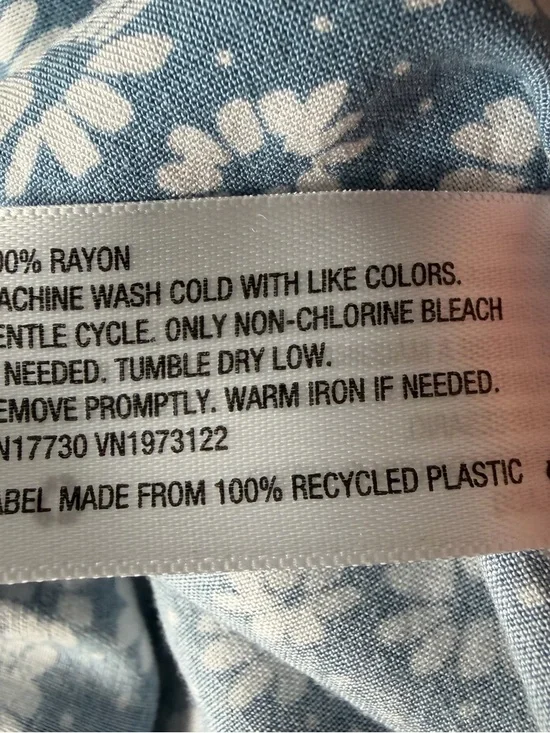 00% RAYON
ACHINE WASH COLD WITH LIKE COLORS.
ENTLE CYCLE. ONLY NON-CHLORINE BLEACH
NEEDED. TUMBLE DRY LOW.
EMOVE PROMPTLY. WARM IRON IF NEEDED.
N17730 VN1973122
ABEL MADE FROM 100% RECYCLED PLASTIC